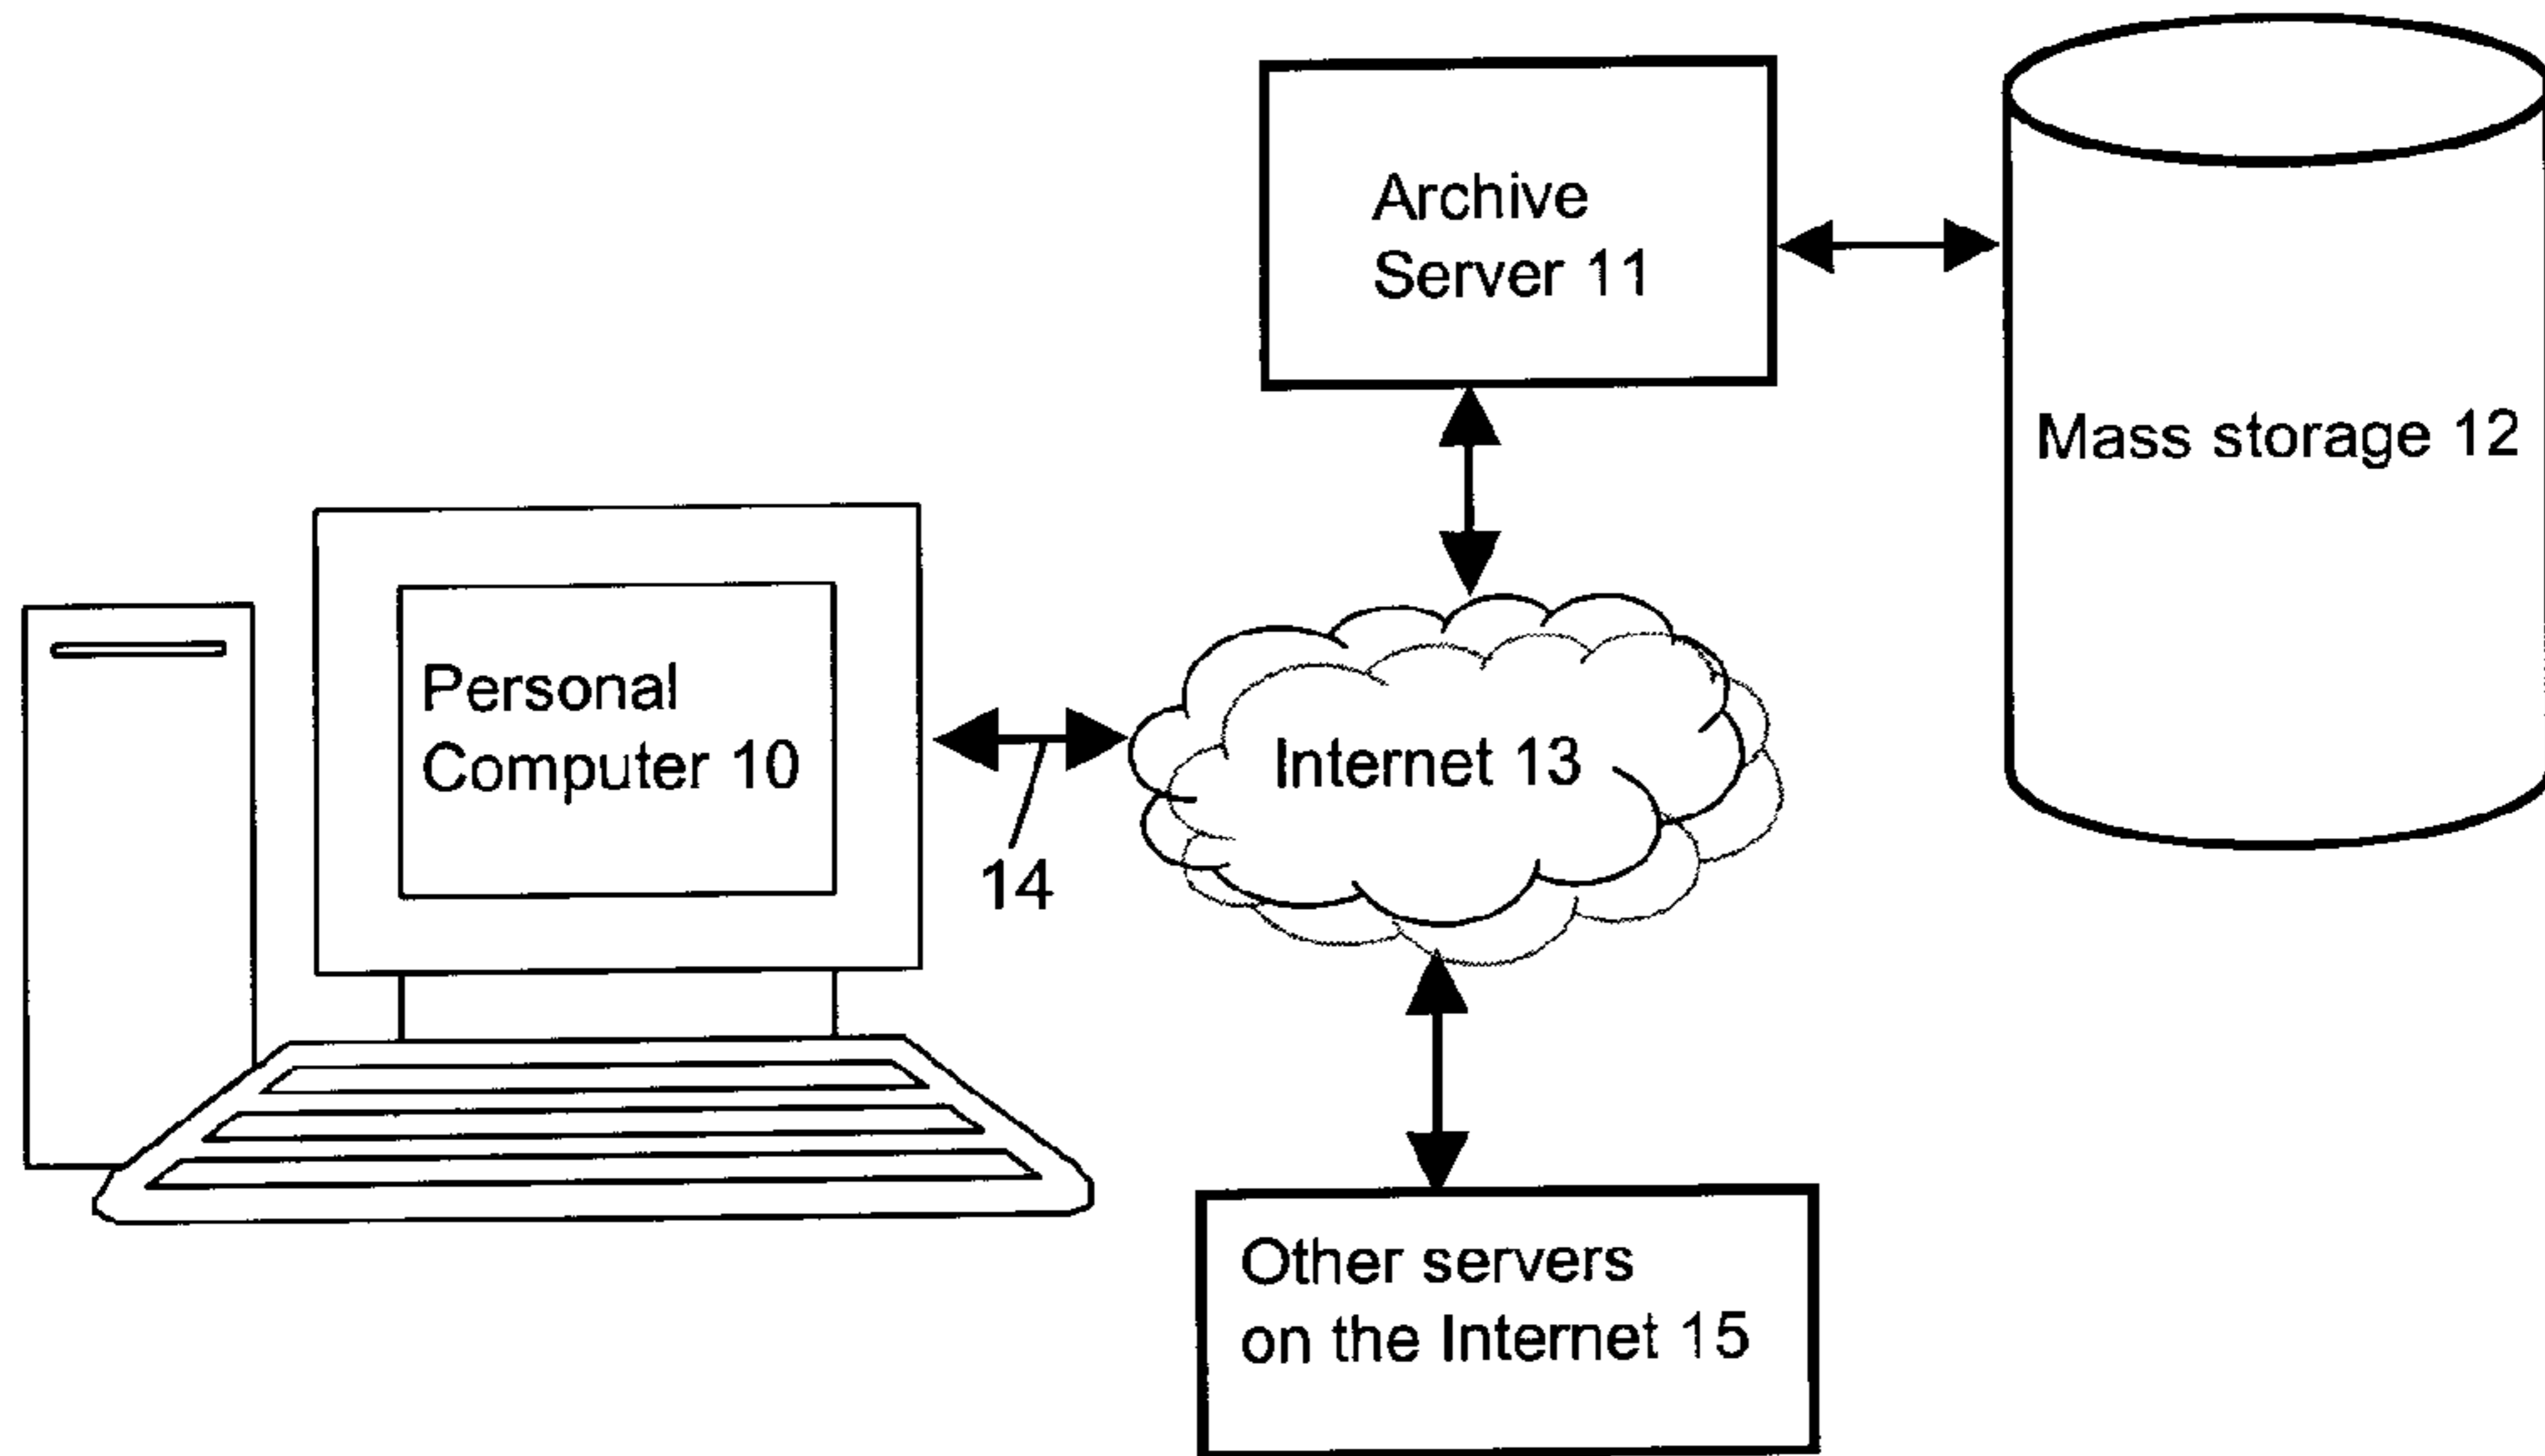 Archive
Server 11
Mass storage 12
Personal
Computer 10
Internet 13
14
Other servers
on the Internet 15